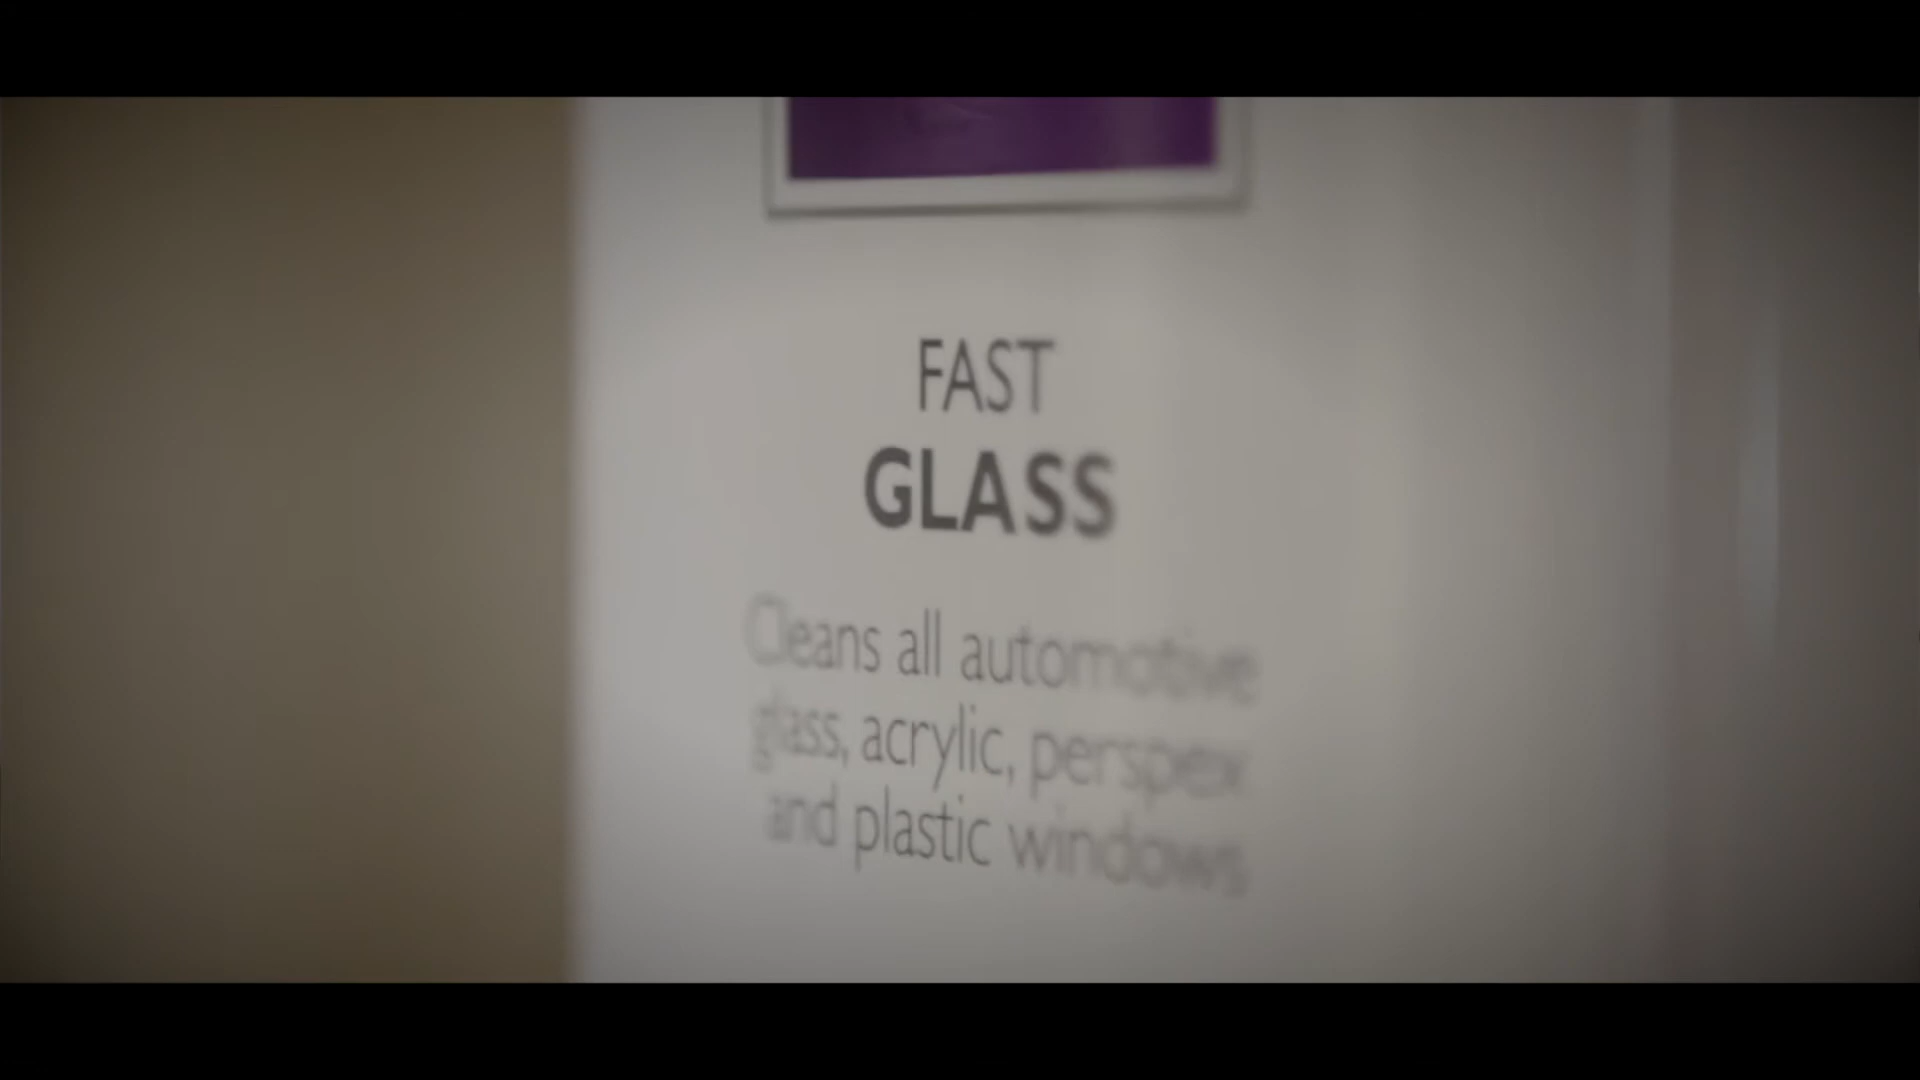 FAST
GLASS
Cleans all automotive
glass, acrylic, perspex
and plastic windows